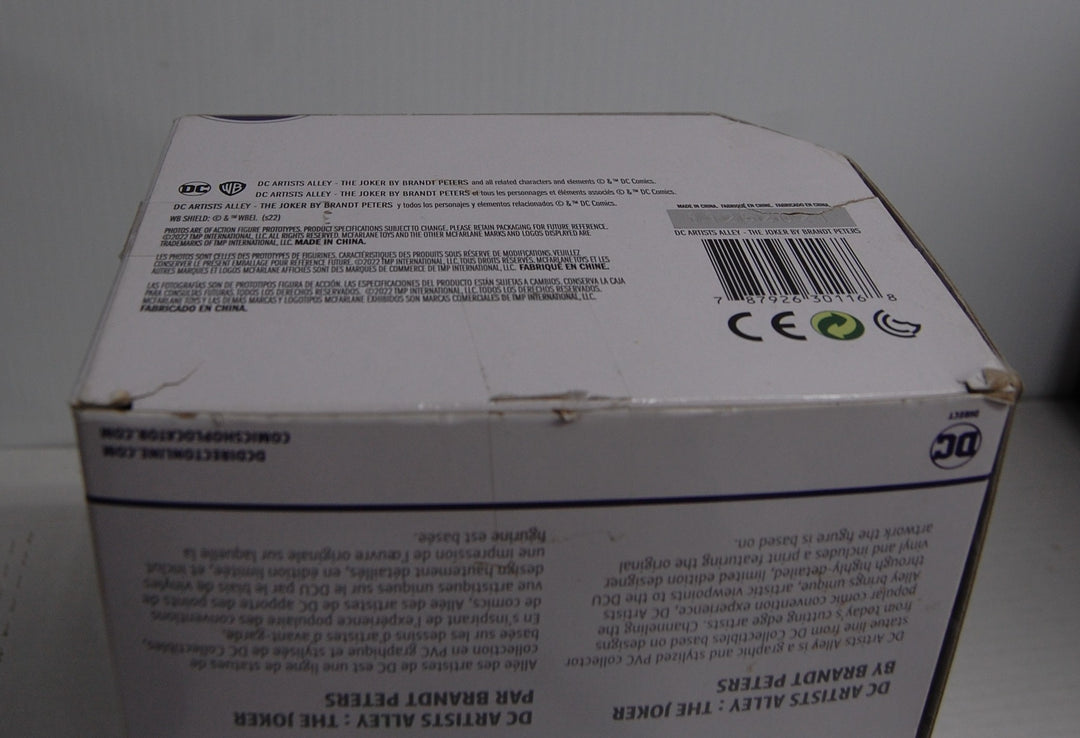 DC WB DC ARTISTS ALLEY - THE JOKER BY BRANDT PETERS and all related characters and elements © & ™ DC Comics.
DC ARTISTS ALLEY - THE JOKER BY BRANDT PETERS et tous les personnages et éléments associés © & ™ DC Comics.
DC ARTISTS ALLEY - THE JOKER BY BRANDT PETERS y todos los personajes y elementos relacionados © & ™ DC Comics.
WB SHIELD: © & ™ WBEI. (s22)
PHOTOS ARE OF ACTION FIGURE PROTOTYPES. PRODUCT SPECIFICATIONS SUBJECT TO CHANGE. PLEASE RETAIN PACKAGING FOR FUTURE REFERENCE.
©2022 TMP INTERNATIONAL, LLC. ALL RIGHTS RESERVED. MCFARLANE TOYS AND THE OTHER MCFARLANE MARKS AND LOGOS DISPLAYED ARE
TRADEMARKS OF TMP INTERNATIONAL, LLC. MADE IN CHINA.
LES PHOTOS SONT CELLES DES PROTOTYPES DE FIGURINES. CARACTÉRISTIQUES DES PRODUITS SOUS RÉSERVE DE MODIFICATIONS. VEUILLEZ
CONSERVER LE PRÉSENT EMBALLAGE POUR RÉFÉRENCE FUTURE. ©2022 TMP INTERNATIONAL, LLC. TOUS DROITS RÉSERVÉS. MCFARLANE TOYS ET LES
AUTRES MARQUES ET LOGOS MCFARLANE AFFICHÉS SONT DES MARQUES DE COMMERCE DE TMP INTERNATIONAL, LLC. FABRIQUÉ EN CHINE.
LAS FOTOGRAFÍAS SON DE PROTOTIPOS FIGURA DE ACCIÓN. LAS ESPECIFICACIONES DEL PRODUCTO ESTÁN SUJETAS A CAMBIOS. CONSERVA LA CAJA
PARA CONSULTAS FUTURAS. TODOS LOS DERECHOS RESERVADOS. ©2022 TMP INTERNATIONAL, LLC. TODOS LOS DERECHOS RESERVADOS.
MCFARLANE TOYS Y LAS DEMÁS MARCAS Y LOGOTIPOS MCFARLANE EXHIBIDOS SON MARCAS COMERCIALES DE TMP INTERNATIONAL, LLC.
FABRICADO EN CHINA.
MADE IN CHINA. FABRIQUÉ EN CHINE. FABRICADO EN CHINA.
DC ARTISTS ALLEY - THE JOKER BY BRANDT PETERS
7 87926 30116 8
CE
DC DIRECT
DCDIRECTONLINE.COM
COMICSHOPLOCATOR.COM
DC ARTISTS ALLEY : THE JOKER
BY BRANDT PETERS
DC Artists Alley is a graphic and stylized PVC collector
statue line from DC Collectibles based on designs
from today's cutting edge artists. Channeling the
popular comic convention experience, DC Artists
Alley brings unique, artistic viewpoints to the DCU
through highly-detailed, limited edition designer
vinyl and includes a print featuring the original
artwork the figure is based on.
DC ARTISTS ALLEY : THE JOKER
PAR BRANDT PETERS
Allée des artistes de DC est une ligne de statues de
collection en PVC graphique et stylisée de DC Collectibles,
basée sur les dessins d'artistes d'avant-garde.
En s'inspirant de l'expérience populaire des conventions
de comics, Allée des artistes de DC apporte des points de
vue artistiques uniques sur le DCU par le biais de vinyles
design hautement détaillés, en édition limitée, et inclut
une impression de l'œuvre originale sur laquelle la
figurine est basée.